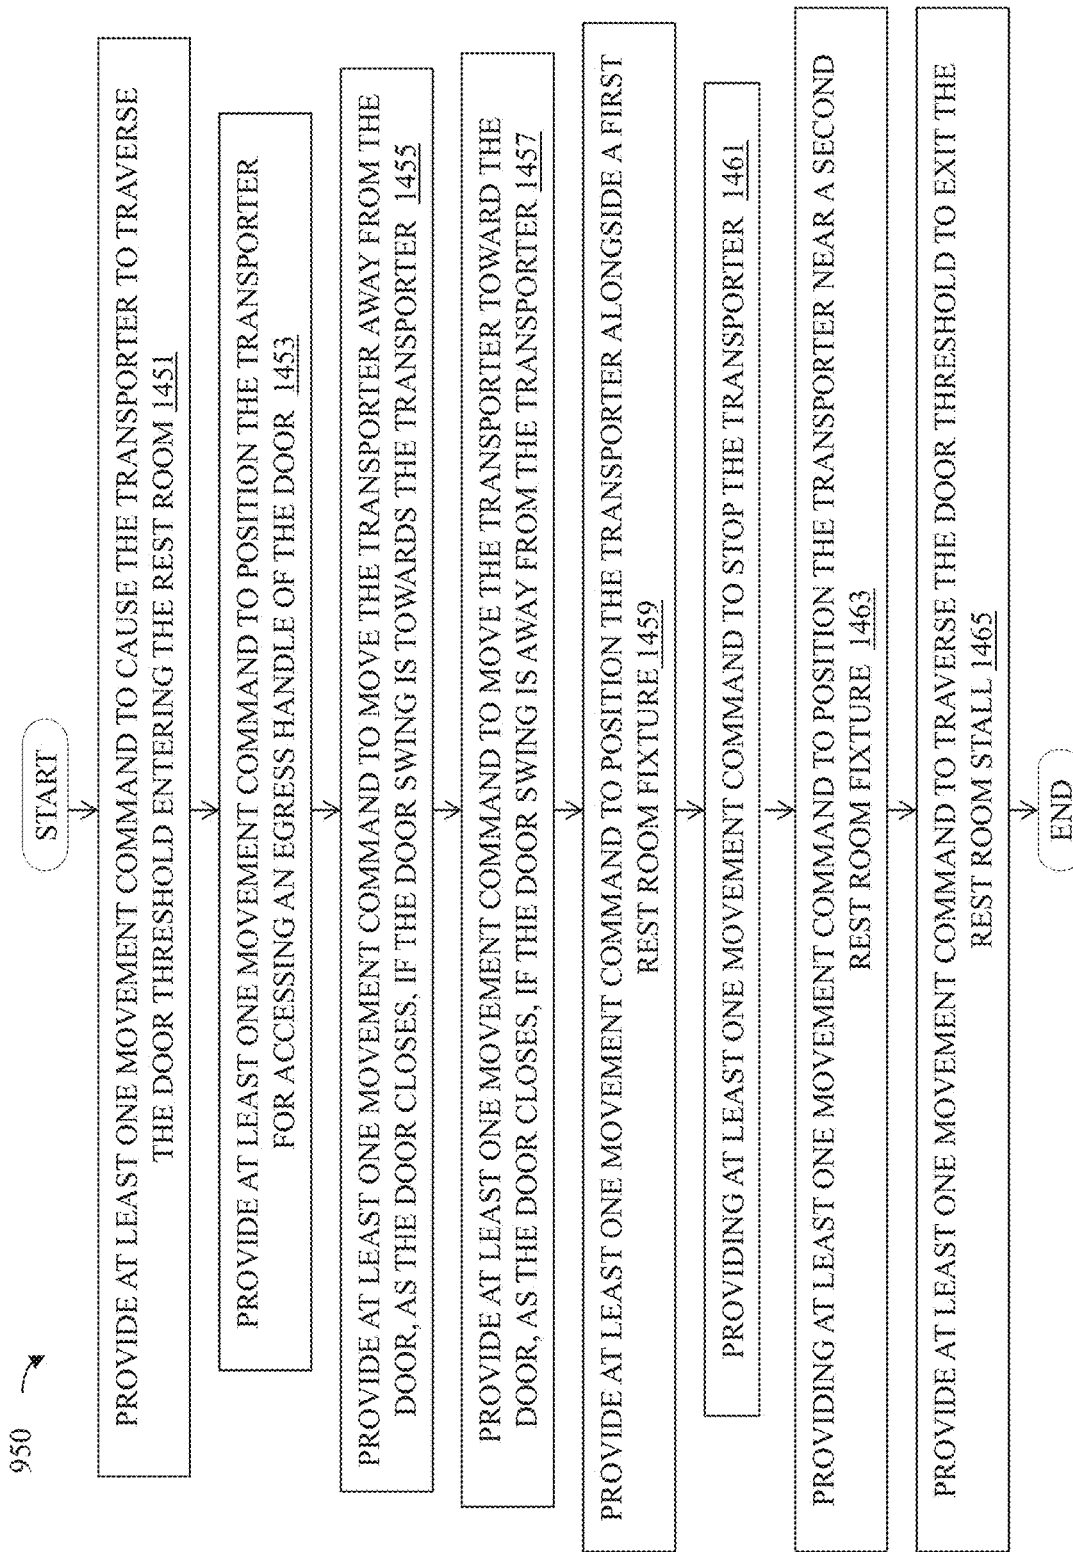 950
START
PROVIDE AT LEAST ONE MOVEMENT COMMAND TO CAUSE THE TRANSPORTER TO TRAVERSE
THE DOOR THRESHOLD ENTERING THE REST ROOM 1451
PROVIDE AT LEAST ONE MOVEMENT COMMAND TO POSITION THE TRANSPORTER
FOR ACCESSING AN EGRESS HANDLE OF THE DOOR 1453
PROVIDE AT LEAST ONE MOVEMENT COMMAND TO MOVE THE TRANSPORTER AWAY FROM THE
DOOR, AS THE DOOR CLOSES, IF THE DOOR SWING IS TOWARDS THE TRANSPORTER 1455
PROVIDE AT LEAST ONE MOVEMENT COMMAND TO MOVE THE TRANSPORTER TOWARD THE
DOOR, AS THE DOOR CLOSES, IF THE DOOR SWING IS AWAY FROM THE TRANSPORTER 1457
PROVIDE AT LEAST ONE MOVEMENT COMMAND TO POSITION THE TRANSPORTER ALONGSIDE A FIRST
REST ROOM FIXTURE 1459
PROVIDING AT LEAST ONE MOVEMENT COMMAND TO STOP THE TRANSPORTER 1461
PROVIDING AT LEAST ONE MOVEMENT COMMAND TO POSITION THE TRANSPORTER NEAR A SECOND
REST ROOM FIXTURE 1463
PROVIDE AT LEAST ONE MOVEMENT COMMAND TO TRAVERSE THE DOOR THRESHOLD TO EXIT THE
REST ROOM STALL 1465
END